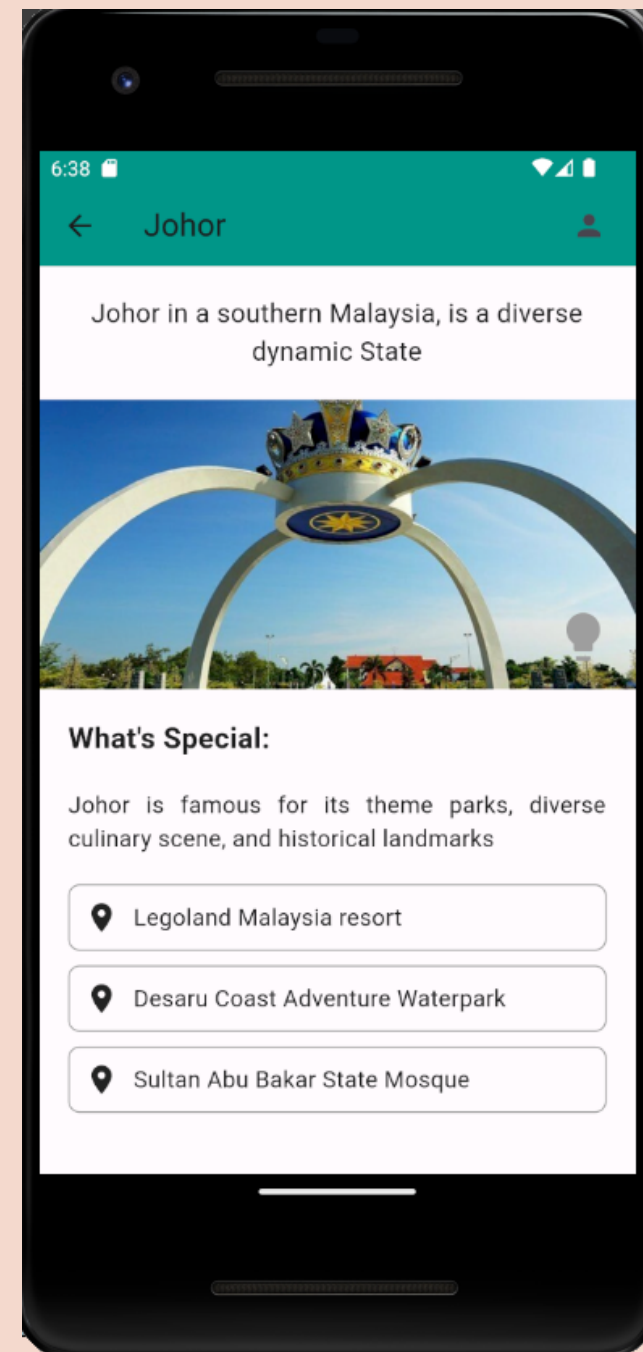 6:38
Johor
Johor in a southern Malaysia, is a diverse
dynamic State
What's Special:
Johor is famous for its theme parks, diverse
culinary scene, and historical landmarks
Legoland Malaysia resort
Desaru Coast Adventure Waterpark
Sultan Abu Bakar State Mosque